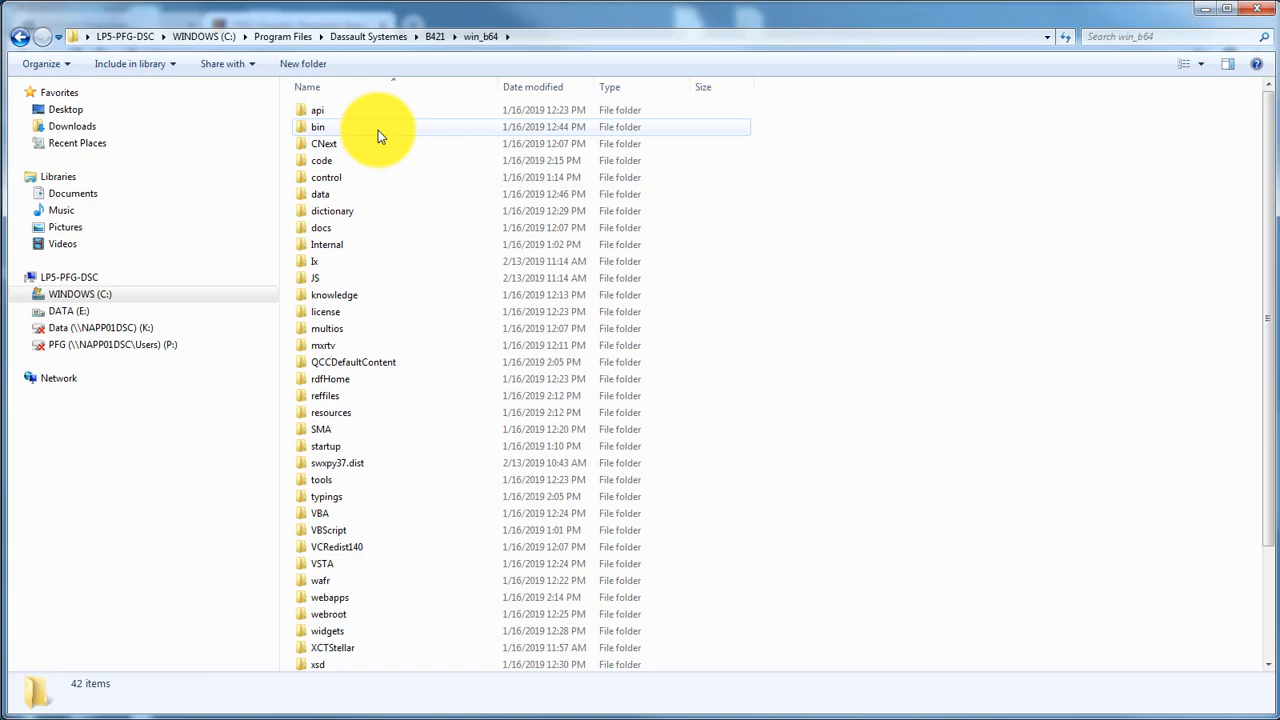 LP5-PFG-DSC WINDOWS (C:) Program Files Dassault Systemes B421 win_b64 Search win_b64
Organize Include in library Share with New folder
Favorites
Desktop
Downloads
Recent Places
Libraries
Documents
Music
Pictures
Videos
LP5-PFG-DSC
WINDOWS (C:)
DATA (E:)
Data (\\NAPP01DSC) (K:)
PFG (\\NAPP01DSC\Users) (P:)
Network
Name Date modified Type Size
api 1/16/2019 12:23 PM File folder
bin 1/16/2019 12:44 PM File folder
CNext 1/16/2019 12:07 PM File folder
code 1/16/2019 2:15 PM File folder
control 1/16/2019 1:14 PM File folder
data 1/16/2019 12:46 PM File folder
dictionary 1/16/2019 12:29 PM File folder
docs 1/16/2019 12:07 PM File folder
Internal 1/16/2019 1:02 PM File folder
Ix 2/13/2019 11:14 AM File folder
JS 2/13/2019 11:14 AM File folder
knowledge 1/16/2019 12:13 PM File folder
license 1/16/2019 12:23 PM File folder
multios 1/16/2019 12:07 PM File folder
mxrtv 1/16/2019 12:11 PM File folder
QCCDefaultContent 1/16/2019 2:05 PM File folder
rdfHome 1/16/2019 12:23 PM File folder
reffiles 1/16/2019 2:12 PM File folder
resources 1/16/2019 2:12 PM File folder
SMA 1/16/2019 12:20 PM File folder
startup 1/16/2019 1:10 PM File folder
swxpy37.dist 2/13/2019 10:43 AM File folder
tools 1/16/2019 12:23 PM File folder
typings 1/16/2019 2:05 PM File folder
VBA 1/16/2019 12:24 PM File folder
VBScript 1/16/2019 1:01 PM File folder
VCRedist140 1/16/2019 12:07 PM File folder
VSTA 1/16/2019 12:24 PM File folder
wafr 1/16/2019 12:22 PM File folder
webapps 1/16/2019 2:14 PM File folder
webroot 1/16/2019 12:25 PM File folder
widgets 1/16/2019 12:28 PM File folder
XCTStellar 1/16/2019 11:57 AM File folder
xsd 1/16/2019 12:30 PM File folder
42 items